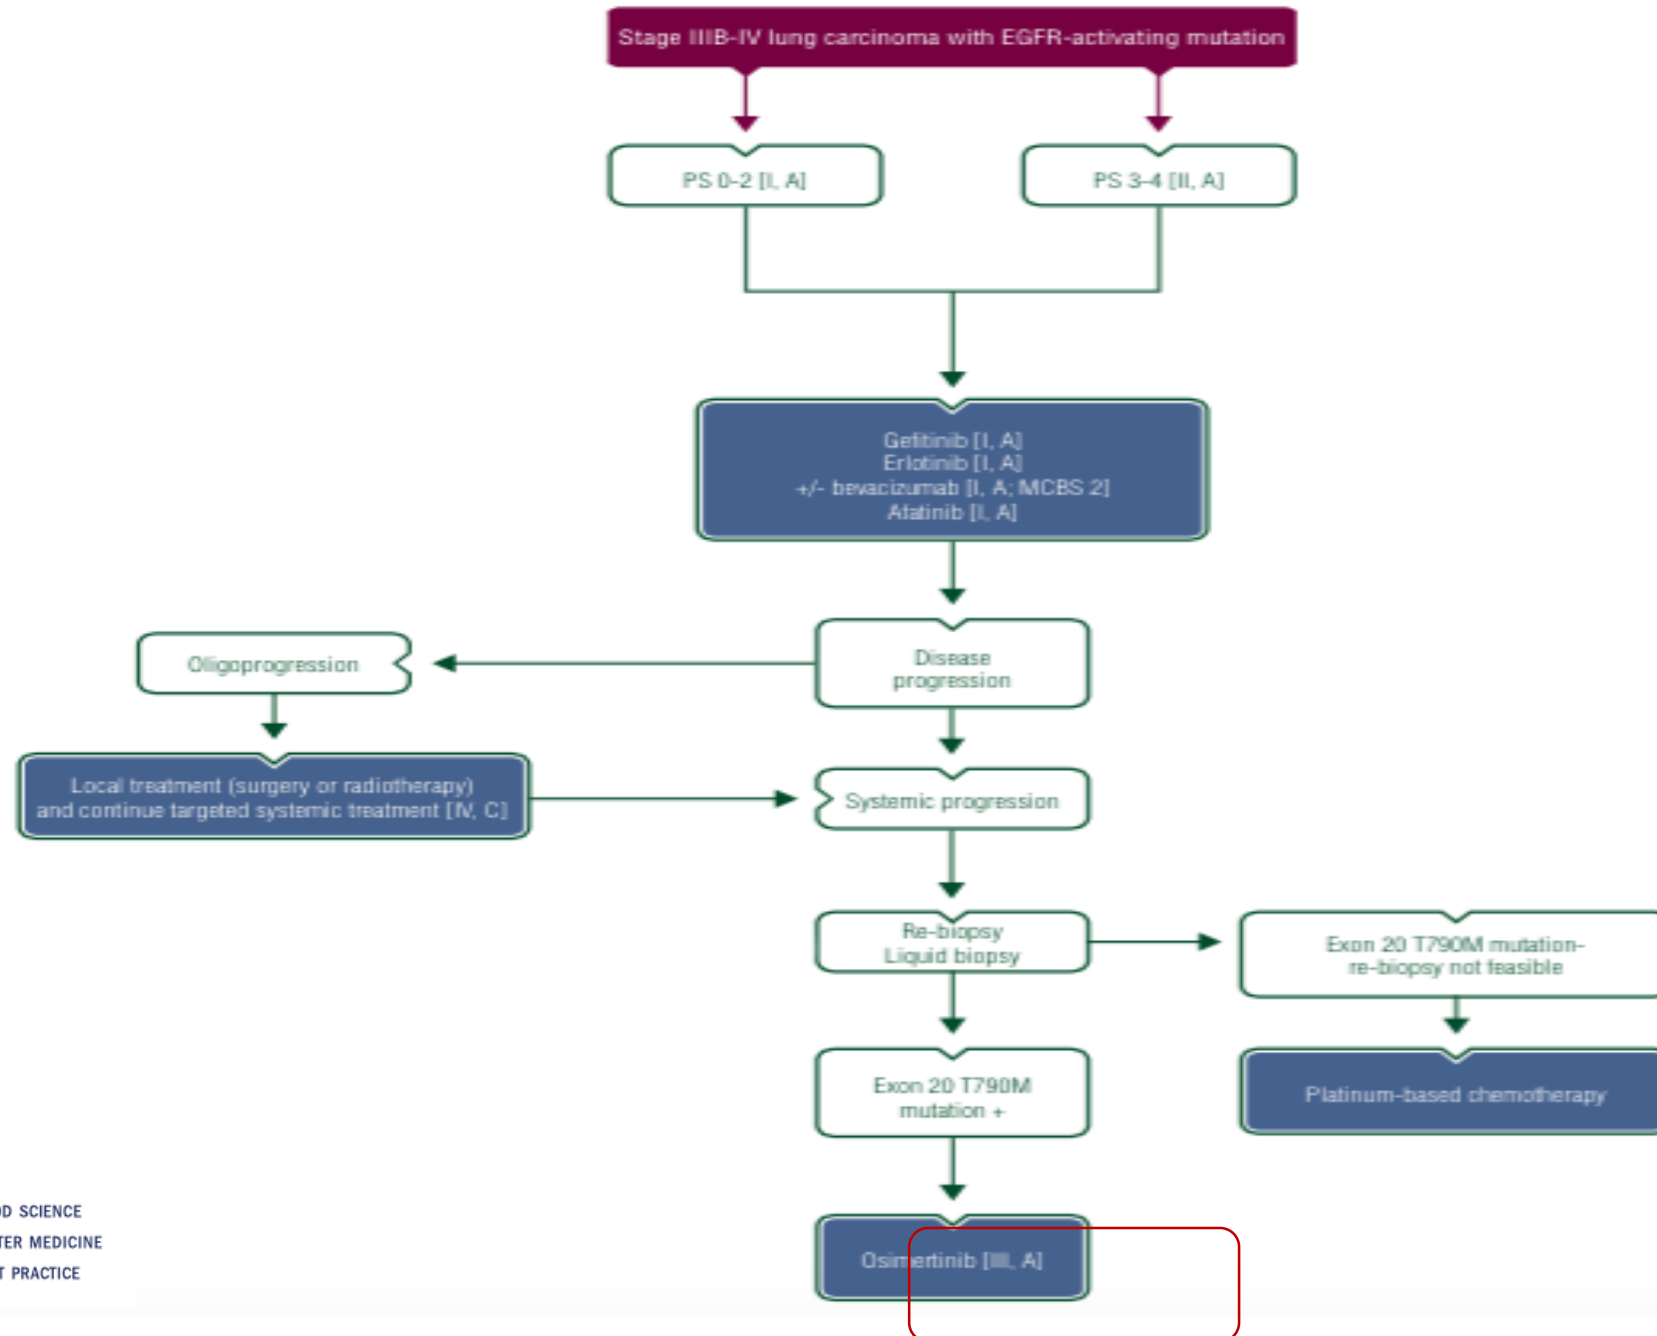 Stage IIIB-IV lung carcinoma with EGFR-activating mutation
PS 0-2 [I, A]
PS 3-4 [II, A]
Gefitinib [I, A]
Erlotinib [I, A]
+/- bevacizumab [I, A; MCBS 2]
Afatinib [I, A]
Disease
progression
Oligoprogression
Local treatment (surgery or radiotherapy)
and continue targeted systemic treatment [IV, C]
Systemic progression
Re-biopsy
Liquid biopsy
Exon 20 T790M mutation-
re-biopsy not feasible
Exon 20 T790M
mutation +
Platinum-based chemotherapy
Osimertinib [III, A]
OD SCIENCE
TER MEDICINE
T PRACTICE